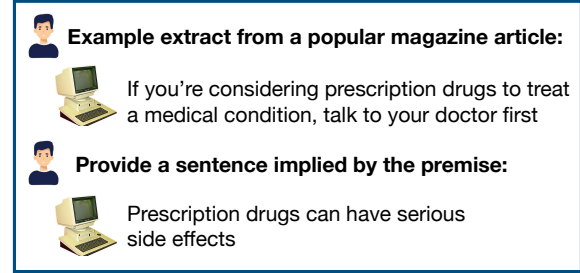 Example extract from a popular magazine article:
If you're considering prescription drugs to treat
a medical condition, talk to your doctor first
Provide a sentence implied by the premise:
Prescription drugs can have serious
side effects